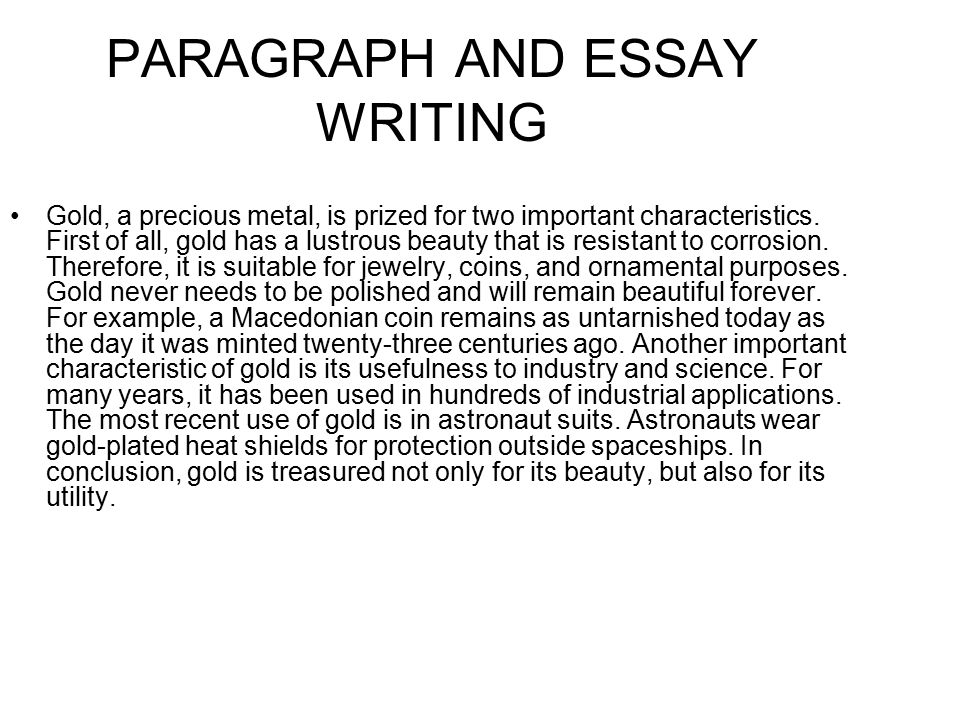 PARAGRAPH AND ESSAY
WRITING
• Gold, a precious metal, is prized for two important characteristics.
First of all, gold has a lustrous beauty that is resistant to corrosion.
Therefore, it is suitable for jewelry, coins, and ornamental purposes.
Gold never needs to be polished and will remain beautiful forever.
For example, a Macedonian coin remains as untarnished today as
the day it was minted twenty-three centuries ago. Another important
characteristic of gold is its usefulness to industry and science. For
many years, it has been used in hundreds of industrial applications.
The most recent use of gold is in astronaut suits. Astronauts wear
gold-plated heat shields for protection outside spaceships. In
conclusion, gold is treasured not only for its beauty, but also for its
utility.